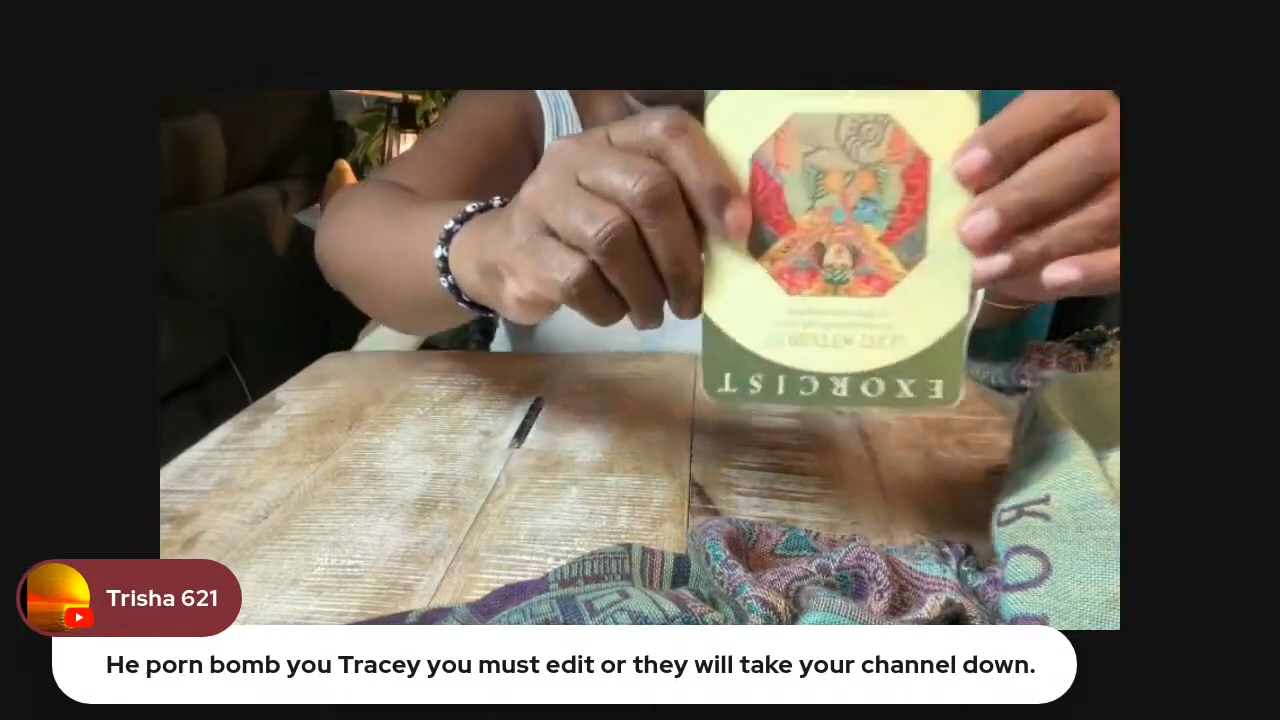 EXORCIST
Trisha 621
He porn bomb you Tracey you must edit or they will take your channel down.